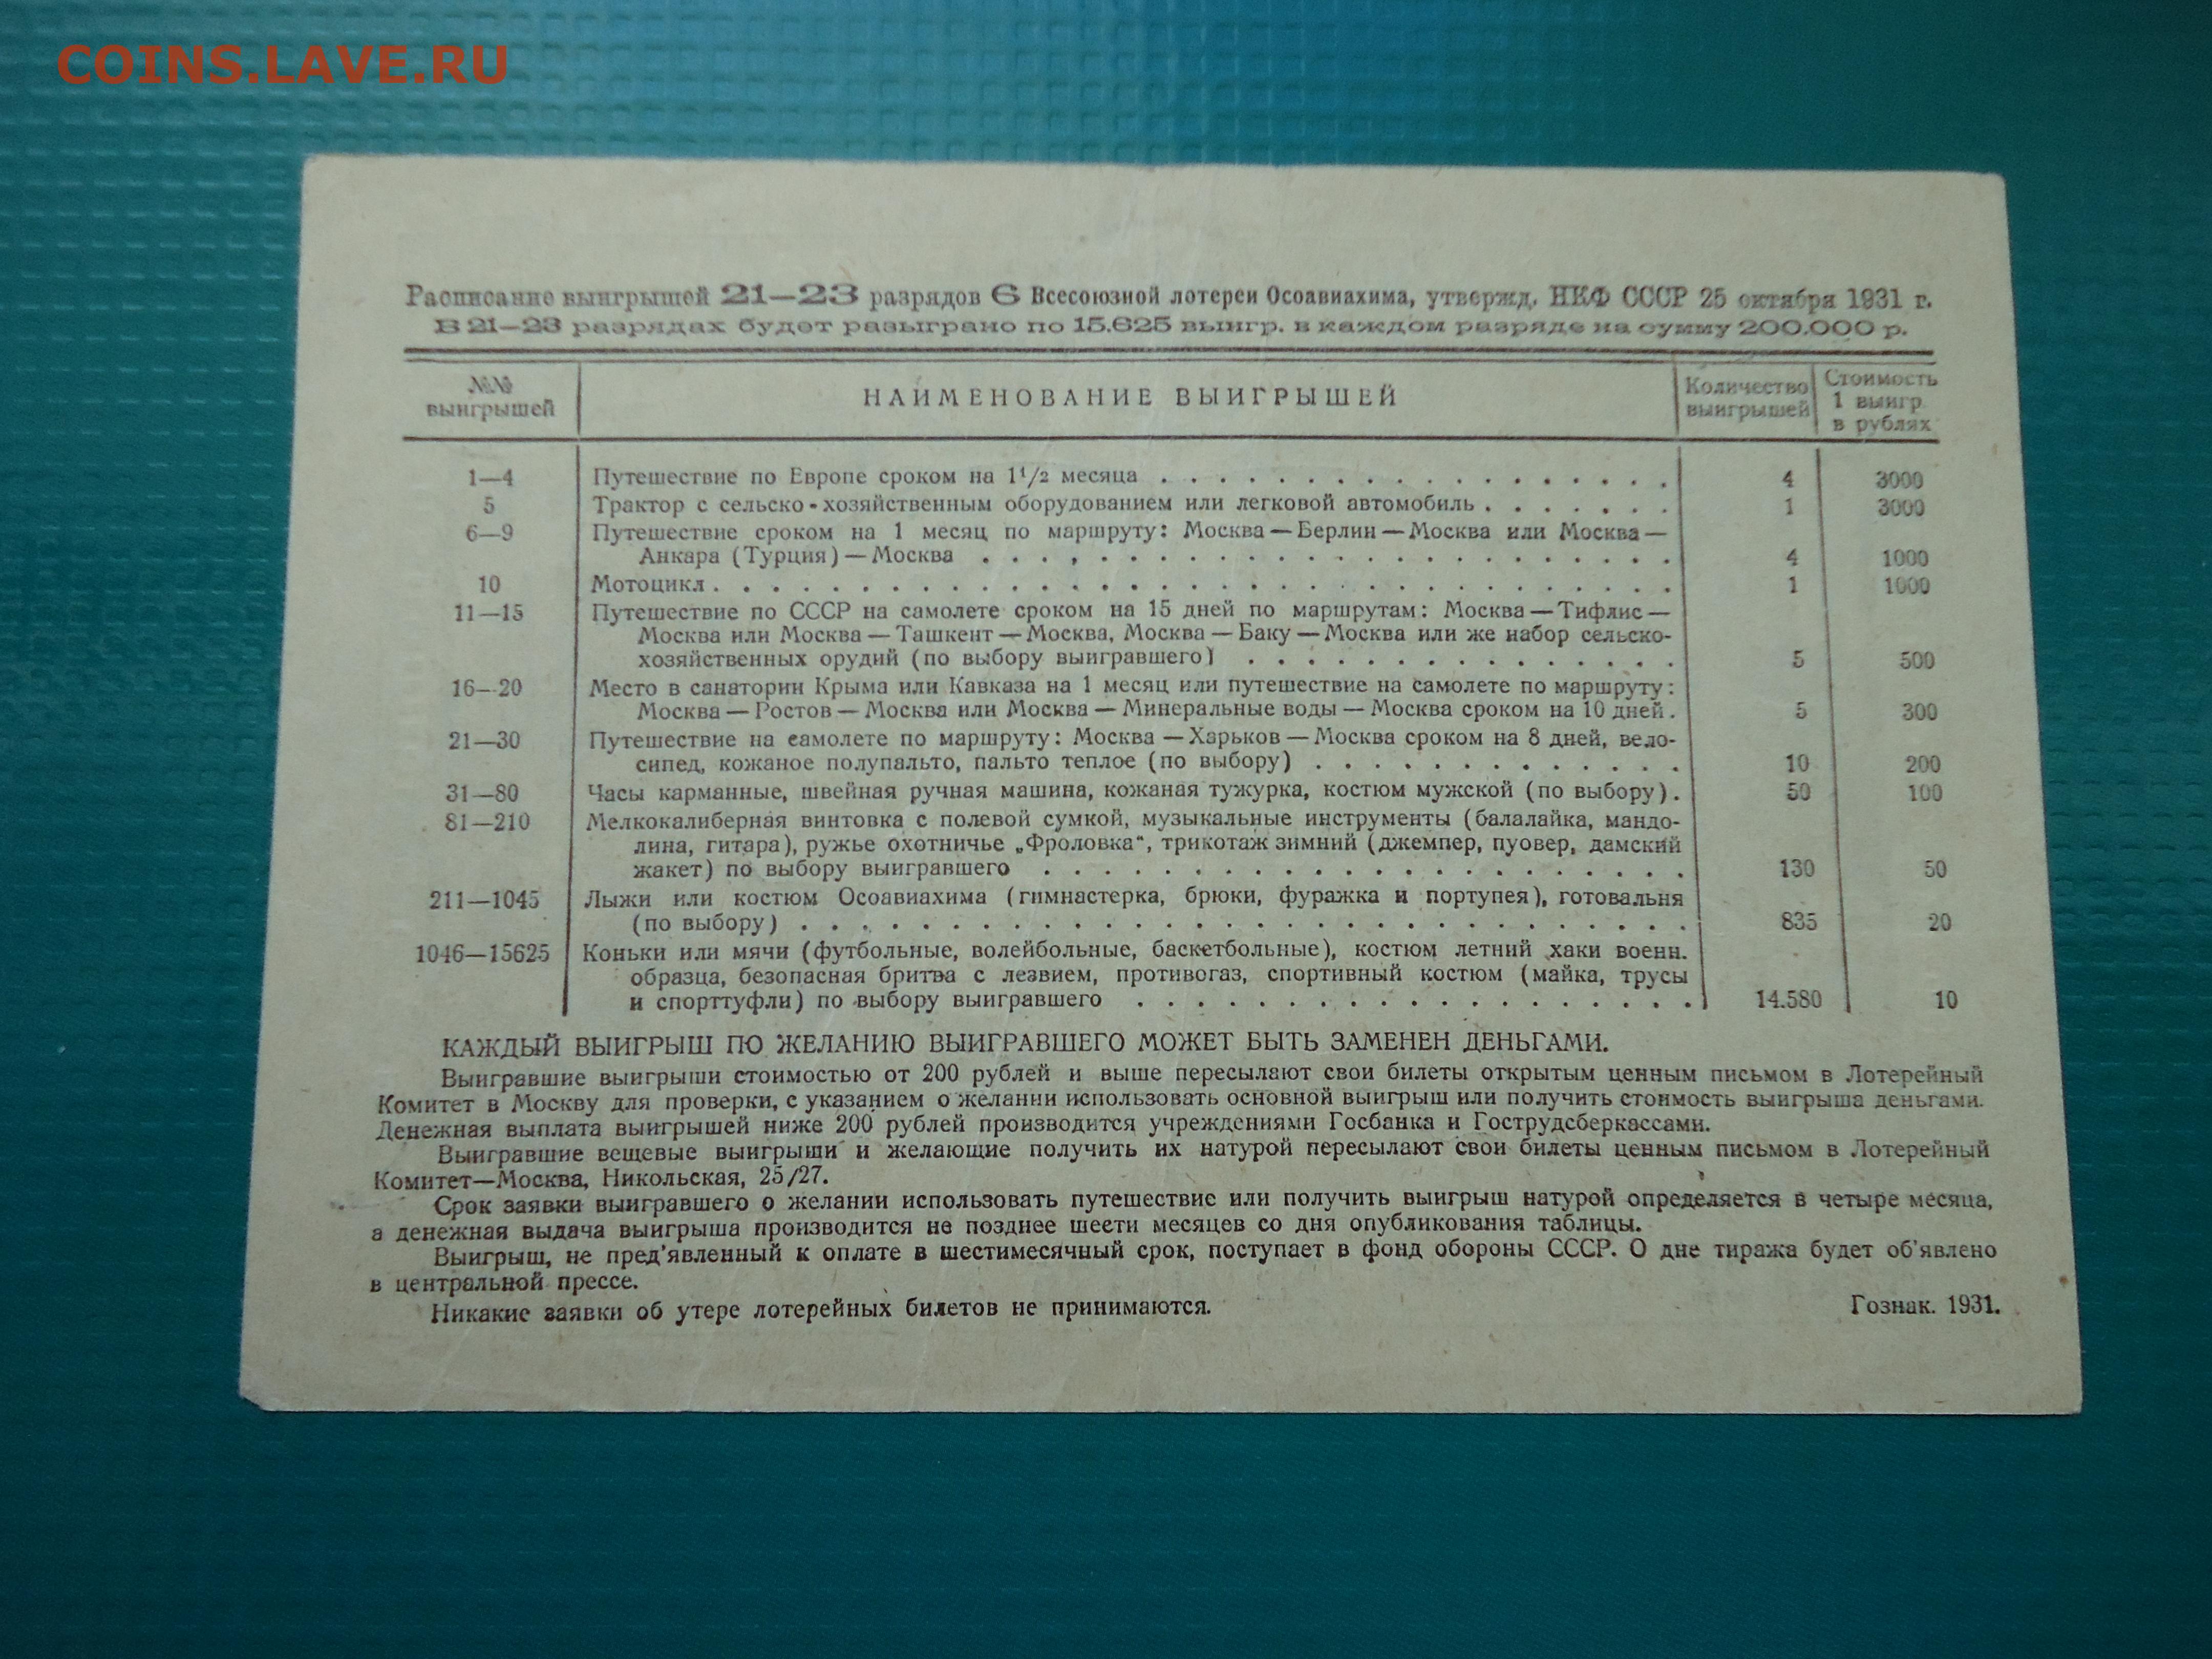 COINS.LAVE.RU
Расписание выигрышей 21—23 разрядов 6 Всесоюзной лотереи Осоавиахима, утвержд. НКФ СССР 25 октября 1931 г.
В 21—23 разрядах будет разыграно по 15.625 выигр. в каждом разряде на сумму 200.000 р.
№№ выигрышей
НАИМЕНОВАНИЕ ВЫИГРЫШЕЙ
Количество выигрышей
Стоимость 1 выигр. в рублях
1—4 Путешествие по Европе сроком на 1¹/₂ месяца . . . . . . . . . . . . . . . . . . 4 3000
5 Трактор с сельско-хозяйственным оборудованием или легковой автомобиль . . . . . . . 1 3000
6—9 Путешествие сроком на 1 месяц по маршруту: Москва—Берлин—Москва или Москва—
Анкара (Турция)—Москва . . . . . . . . . . . . . . . . . . . . . . . . 4 1000
10 Мотоцикл . . . . . . . . . . . . . . . . . . . . . . . . . . . . . . . . . 1 1000
11—15 Путешествие по СССР на самолете сроком на 15 дней по маршрутам: Москва—Тифлис—
Москва или Москва—Ташкент—Москва, Москва—Баку—Москва или же набор сельско-
хозяйственных орудий (по выбору выигравшего) . . . . . . . . . . . . . . . 5 500
16—20 Место в санатории Крыма или Кавказа на 1 месяц или путешествие на самолете по маршруту:
Москва—Ростов—Москва или Москва—Минеральные воды—Москва сроком на 10 дней. 5 300
21—30 Путешествие на самолете по маршруту: Москва—Харьков—Москва сроком на 8 дней, вело-
сипед, кожаное полупальто, пальто теплое (по выбору) . . . . . . . . . . . . . 10 200
31—80 Часы карманные, швейная ручная машина, кожаная тужурка, костюм мужской (по выбору). 50 100
81—210 Мелкокалиберная винтовка с полевой сумкой, музыкальные инструменты (балалайка, мандо-
лина, гитара), ружье охотничье „Фроловка“, трикотаж зимний (джемпер, пуовер, дамский
жакет) по выбору выигравшего . . . . . . . . . . . . . . . . . . . . . . 130 50
211—1045 Лыжи или костюм Осоавиахима (гимнастерка, брюки, фуражка и портупея), готовальня
(по выбору) . . . . . . . . . . . . . . . . . . . . . . . . . . . . . . 835 20
1046—15625 Коньки или мячи (футбольные, волейбольные, баскетбольные), костюм летний хаки военн.
образца, безопасная бритва с лезвием, противогаз, спортивный костюм (майка, трусы
и спорттуфли) по выбору выигравшего . . . . . . . . . . . . . . . . . . . 14.580 10
КАЖДЫЙ ВЫИГРЫШ ПО ЖЕЛАНИЮ ВЫИГРАВШЕГО МОЖЕТ БЫТЬ ЗАМЕНЕН ДЕНЬГАМИ.
Выигравшие выигрыши стоимостью от 200 рублей и выше пересылают свои билеты открытым ценным письмом в Лотерейный
Комитет в Москву для проверки, с указанием о желании использовать основной выигрыш или получить стоимость выигрыша деньгами.
Денежная выплата выигрышей ниже 200 рублей производится учреждениями Госбанка и Гострудсберкассами.
Выигравшие вещевые выигрыши и желающие получить их натурой пересылают свои билеты ценным письмом в Лотерейный
Комитет—Москва, Никольская, 25/27.
Срок заявки выигравшего о желании использовать путешествие или получить выигрыш натурой определяется в четыре месяца,
а денежная выдача выигрыша производится не позднее шести месяцев со дня опубликования таблицы.
Выигрыш, не пред'явленный к оплате в шестимесячный срок, поступает в фонд обороны СССР. О дне тиража будет об'явлено
в центральной прессе.
Никакие заявки об утере лотерейных билетов не принимаются. Гознак. 1931.